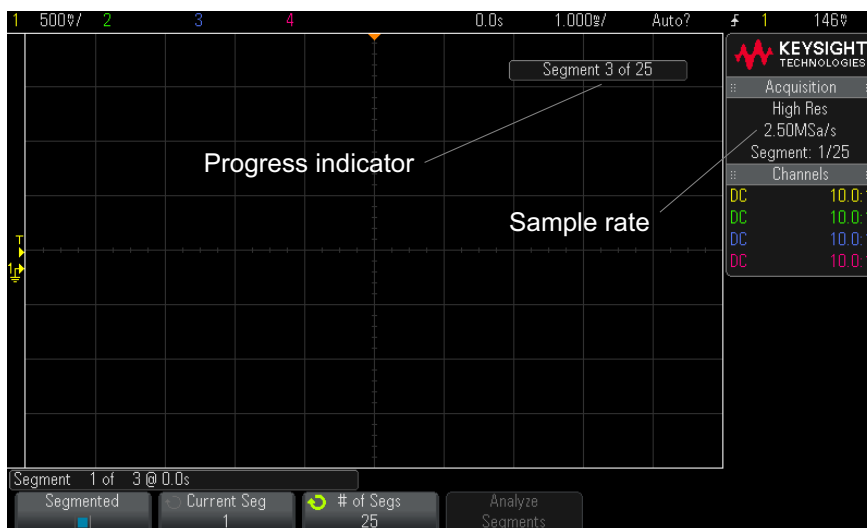 1 500mV/ 2 3 4 0.0s 1.000s/ Auto? 1 146mV
KEYSIGHT
TECHNOLOGIES
Segment 3 of 25
Acquisition
High Res
2.50MSa/s
Segment: 1/25
Progress indicator
Channels
DC 10.0:
Sample rate
DC 10.0:
DC 10.0:
DC 10.0:
T
1
Segment 1 of 3 @ 0.0s
Segmented
Current Seg
1
# of Segs
25
Analyze
Segments